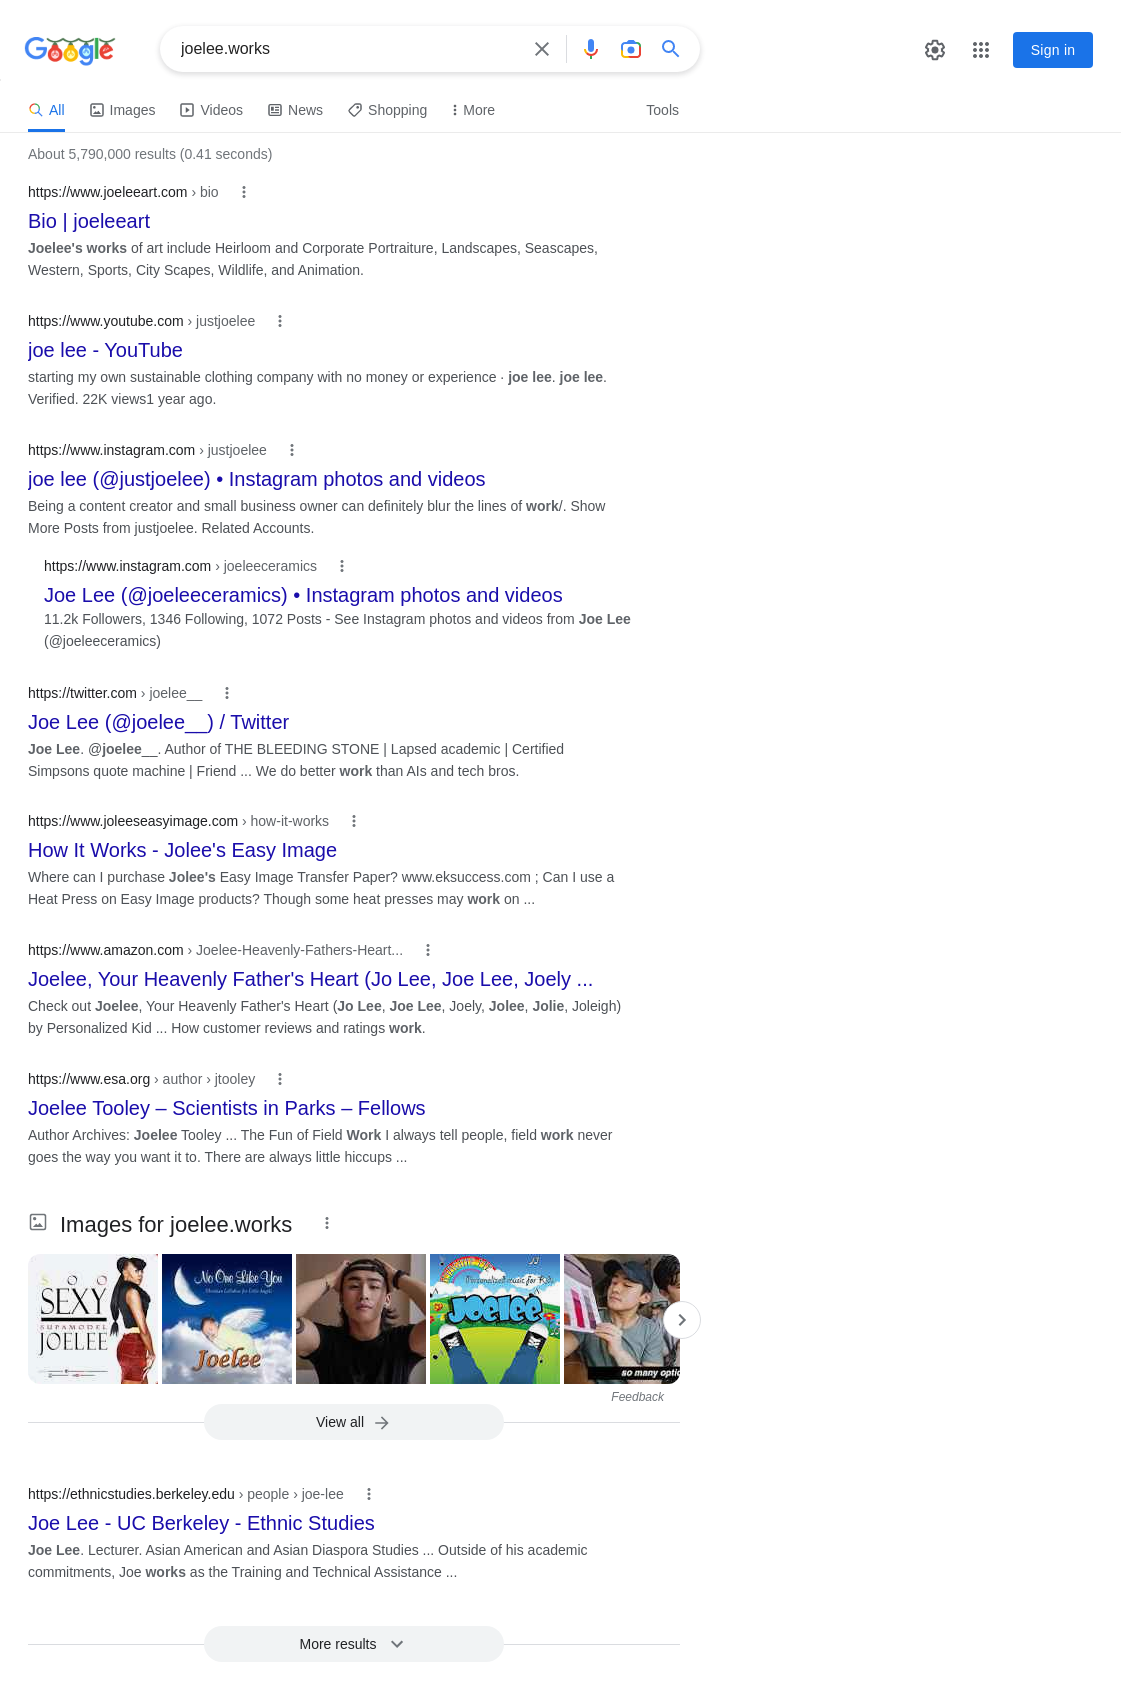 Google
joelee.works
Sign in
All
Images
Videos
News
Shopping
More
Tools
About 5,790,000 results (0.41 seconds)
https://www.joeleeart.com › bio
Bio | joeleeart
Joelee's works of art include Heirloom and Corporate Portraiture, Landscapes, Seascapes,
Western, Sports, City Scapes, Wildlife, and Animation.
https://www.youtube.com › justjoelee
joe lee - YouTube
starting my own sustainable clothing company with no money or experience · joe lee. joe lee.
Verified. 22K views1 year ago.
https://www.instagram.com › justjoelee
joe lee (@justjoelee) • Instagram photos and videos
Being a content creator and small business owner can definitely blur the lines of work/. Show
More Posts from justjoelee. Related Accounts.
https://www.instagram.com › joeleeceramics
Joe Lee (@joeleeceramics) • Instagram photos and videos
11.2k Followers, 1346 Following, 1072 Posts - See Instagram photos and videos from Joe Lee
(@joeleeceramics)
https://twitter.com › joelee__
Joe Lee (@joelee__) / Twitter
Joe Lee. @joelee__. Author of THE BLEEDING STONE | Lapsed academic | Certified
Simpsons quote machine | Friend ... We do better work than AIs and tech bros.
https://www.joleeseasyimage.com › how-it-works
How It Works - Jolee's Easy Image
Where can I purchase Jolee's Easy Image Transfer Paper? www.eksuccess.com ; Can I use a
Heat Press on Easy Image products? Though some heat presses may work on ...
https://www.amazon.com › Joelee-Heavenly-Fathers-Heart...
Joelee, Your Heavenly Father's Heart (Jo Lee, Joe Lee, Joely ...
Check out Joelee, Your Heavenly Father's Heart (Jo Lee, Joe Lee, Joely, Jolee, Jolie, Joleigh)
by Personalized Kid ... How customer reviews and ratings work.
https://www.esa.org › author › jtooley
Joelee Tooley – Scientists in Parks – Fellows
Author Archives: Joelee Tooley ... The Fun of Field Work I always tell people, field work never
goes the way you want it to. There are always little hiccups ...
Images for joelee.works
SOO
SEXY
SUPAMODEL
JOELEE
No One Like You
Christian Lullabies for Little Angels
Joelee
Personalized music for Kids
JOELEE
so many optio
Feedback
View all
https://ethnicstudies.berkeley.edu › people › joe-lee
Joe Lee - UC Berkeley - Ethnic Studies
Joe Lee. Lecturer. Asian American and Asian Diaspora Studies ... Outside of his academic
commitments, Joe works as the Training and Technical Assistance ...
More results